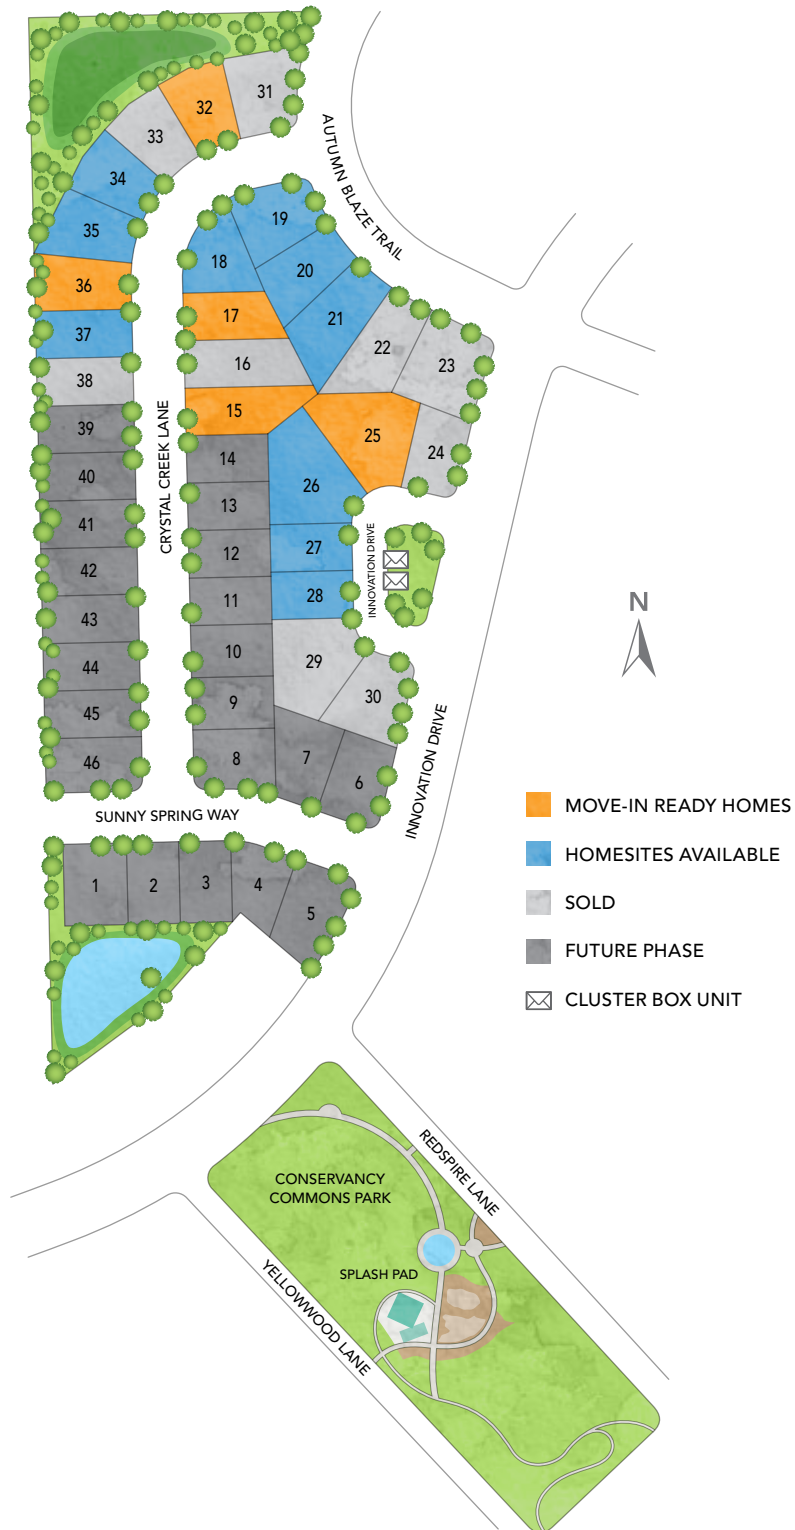 31
32
33
34
35
36
37
38
39
40
41
42
43
44
45
46
AUTUMN BLAZE TRAIL
19
18
20
21
17
16
15
22
23
24
25
14
13
12
11
10
9
8
26
27
28
29
30
7
6
CRYSTAL CREEK LANE
INNOVATION DRIVE
N
INNOVATION DRIVE
SUNNY SPRING WAY
1
2
3
4
5
MOVE-IN READY HOMES
HOMESITES AVAILABLE
SOLD
FUTURE PHASE
CLUSTER BOX UNIT
REDSPIRE LANE
CONSERVANCY
COMMONS PARK
SPLASH PAD
YELLOWWOOD LANE